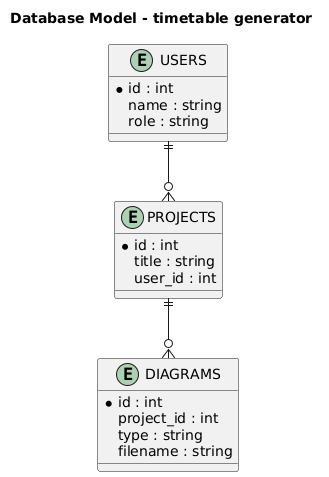 Database Model - timetable generator
E USERS
id : int
name : string
role : string
E PROJECTS
id : int
title : string
user_id : int
E DIAGRAMS
id : int
project_id : int
type : string
filename : string